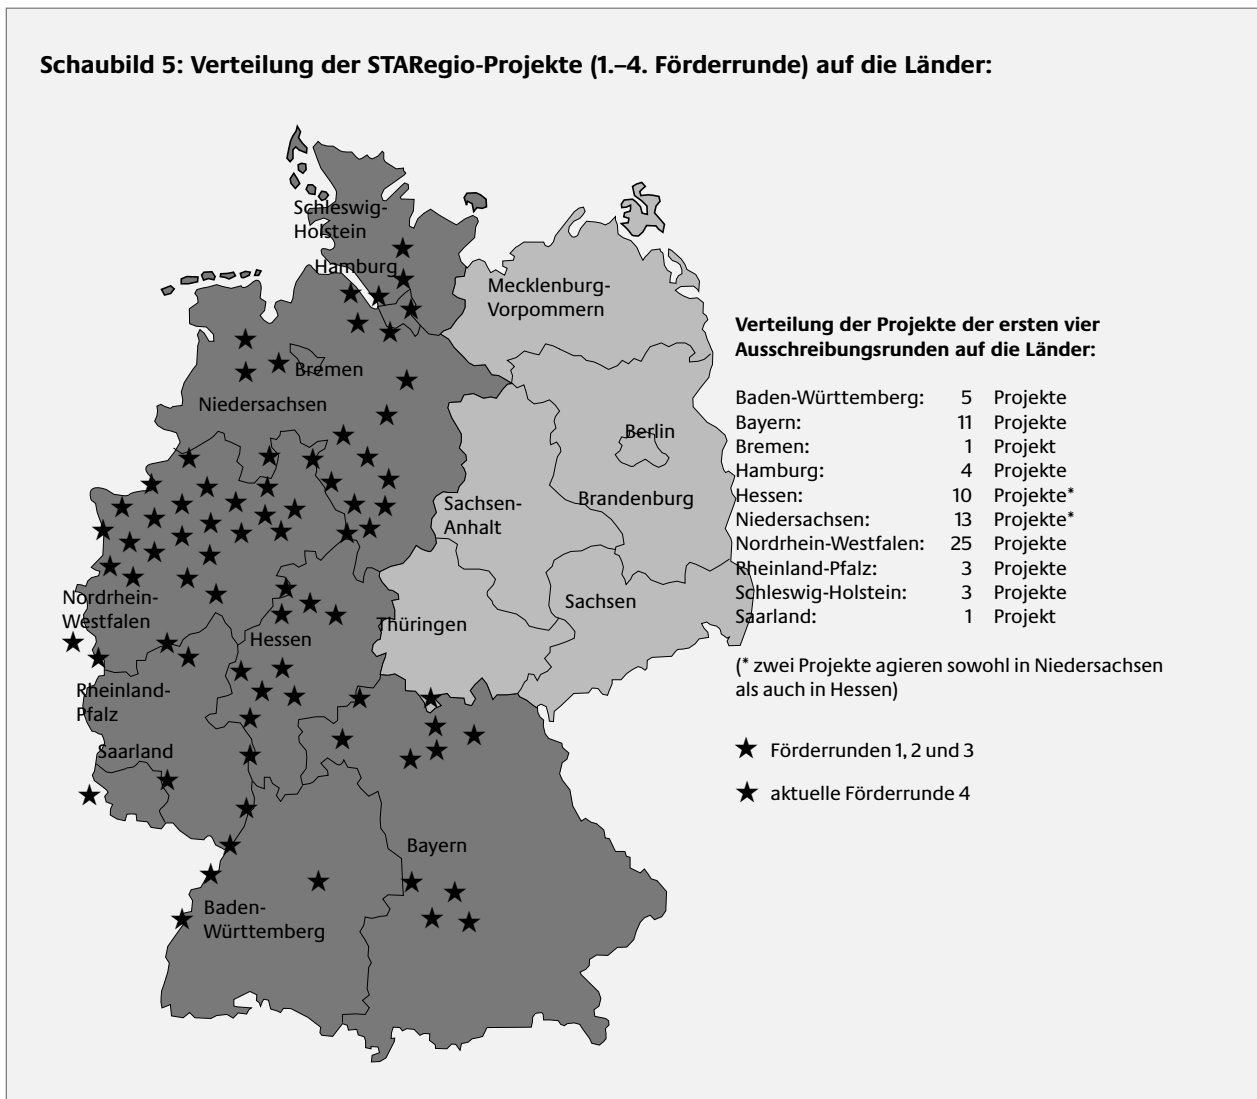 Schaubild 5: Verteilung der STARegio-Projekte (1.–4. Förderrunde) auf die Länder:
Schleswig-
Holstein
Hamburg
Mecklenburg-
Vorpommern
Bremen
Niedersachsen
Berlin
Brandenburg
Sachsen-
Anhalt
Nordrhein-
Westfalen
Hessen
Thüringen
Sachsen
Rheinland-
Pfalz
Saarland
Bayern
Baden-
Württemberg
Verteilung der Projekte der ersten vier
Ausschreibungsrunden auf die Länder:
Baden-Württemberg: 5 Projekte
Bayern: 11 Projekte
Bremen: 1 Projekt
Hamburg: 4 Projekte
Hessen: 10 Projekte*
Niedersachsen: 13 Projekte*
Nordrhein-Westfalen: 25 Projekte
Rheinland-Pfalz: 3 Projekte
Schleswig-Holstein: 3 Projekte
Saarland: 1 Projekt
(* zwei Projekte agieren sowohl in Niedersachsen
als auch in Hessen)
Förderrunden 1, 2 und 3
aktuelle Förderrunde 4